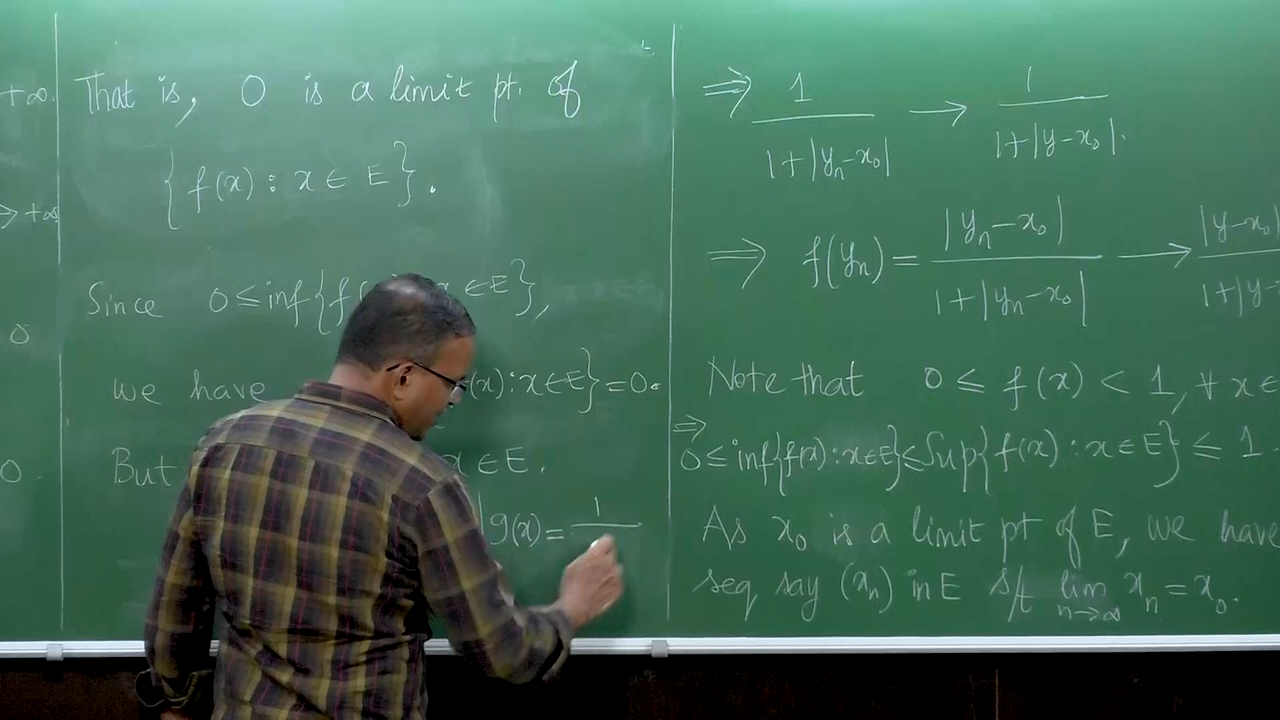 +∞.
→ +∞
0
0.
That is, 0 is a limit pt. of
{f(x) : x ∈ E}.
Since 0 ≤ inf{f x ∈ E},
we have (x) : x ∈ E} = 0.
But x ∈ E.
g(x) = 1
⇒ 1/(1+|yₙ-x₀|) → 1/(1+|y-x₀|).
⇒ f(yₙ) = |yₙ-x₀|/(1+|yₙ-x₀|) → |y-x₀|/(1+|y-
Note that 0 ≤ f(x) < 1, ∀ x ∈
⇒ 0 ≤ inf{f(x) : x ∈ E} ≤ Sup{f(x) : x ∈ E} ≤ 1.
As x₀ is a limit pt of E, we have
seq say (xₙ) in E s/t lim n→∞ xₙ = x₀.